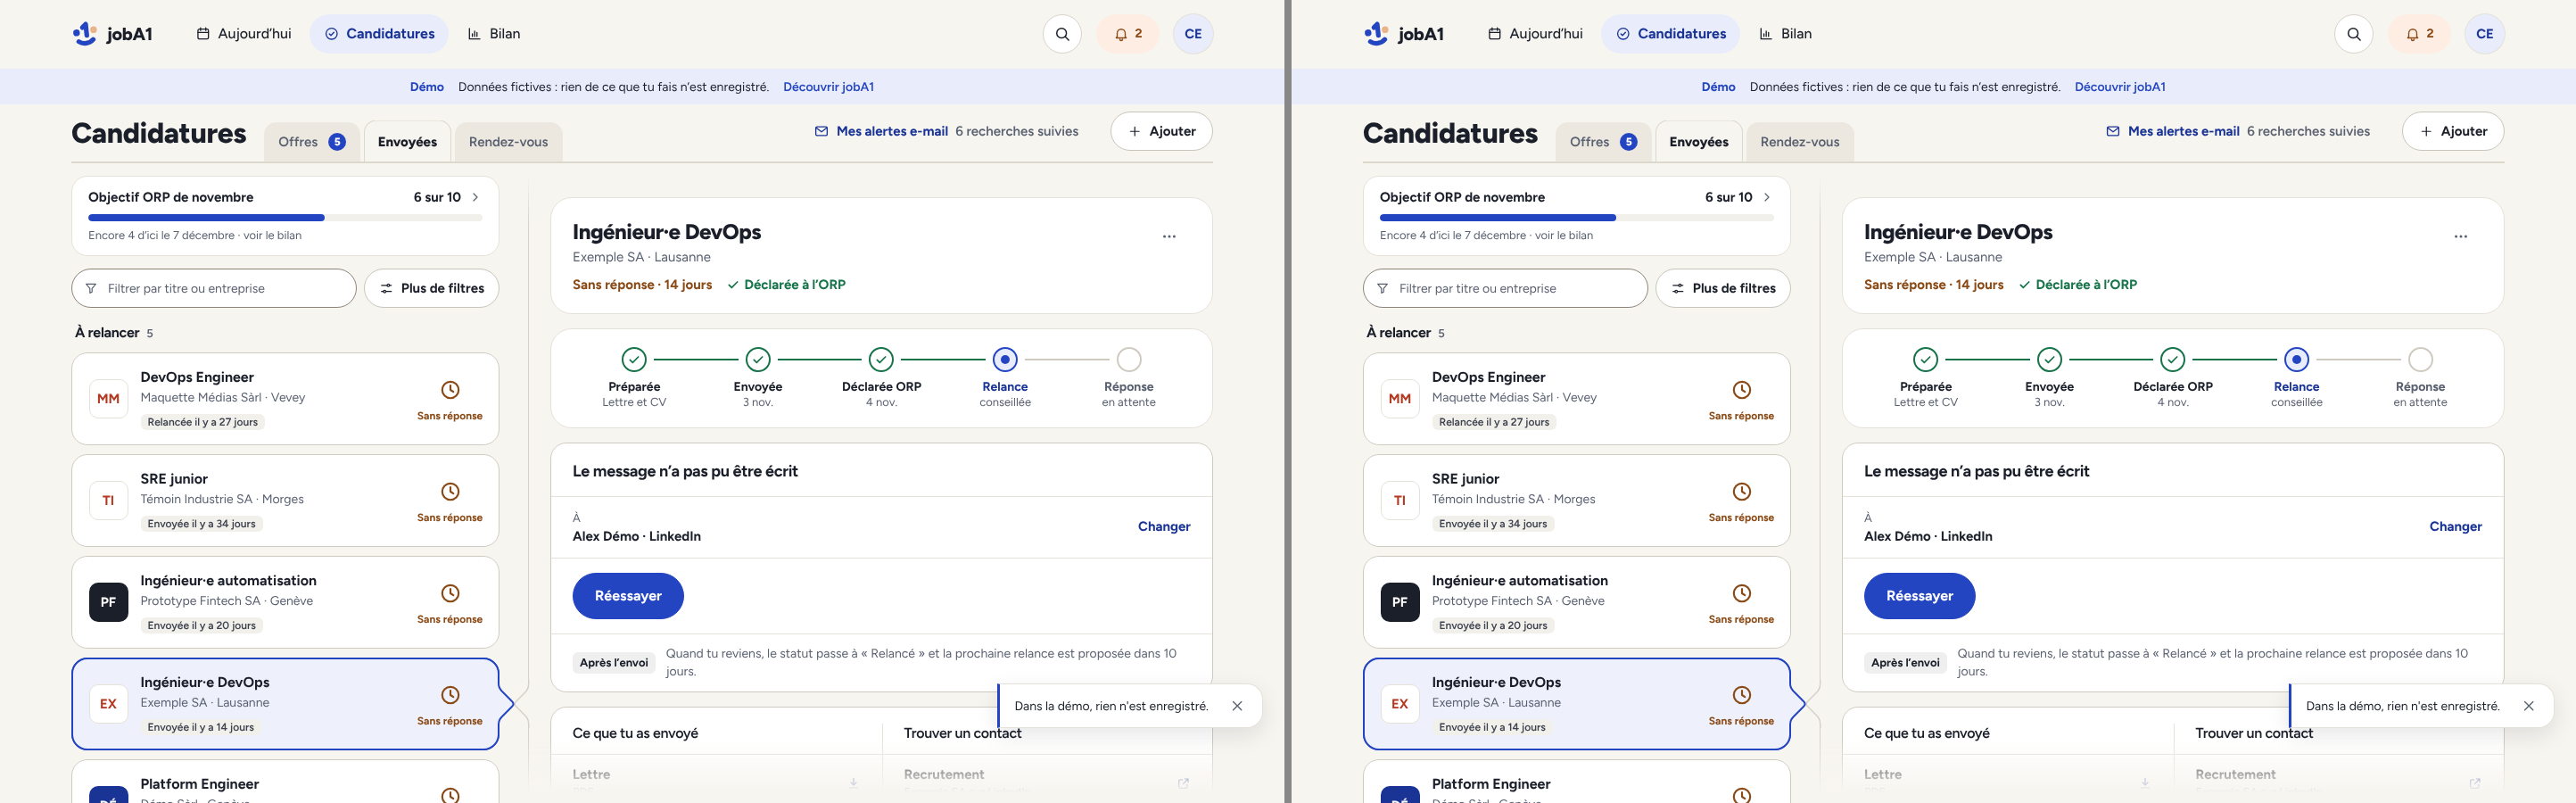 jobA1
Aujourd'hui
Candidatures
Bilan
2
CE
Démo Données fictives : rien de ce que tu fais n'est enregistré. Découvrir jobA1
Candidatures
Offres 5
Envoyées
Rendez-vous
Mes alertes e-mail 6 recherches suivies
Ajouter
Objectif ORP de novembre 6 sur 10
Encore 4 d'ici le 7 décembre · voir le bilan
Filtrer par titre ou entreprise
Plus de filtres
À relancer 5
MM
DevOps Engineer
Maquette Médias Sàrl · Vevey
Relancée il y a 27 jours
Sans réponse
TI
SRE junior
Témoin Industrie SA · Morges
Envoyée il y a 34 jours
Sans réponse
PF
Ingénieur·e automatisation
Prototype Fintech SA · Genève
Envoyée il y a 20 jours
Sans réponse
EX
Ingénieur·e DevOps
Exemple SA · Lausanne
Envoyée il y a 14 jours
Sans réponse
Platform Engineer
Démo Sàrl · Genève
Ingénieur·e DevOps
Exemple SA · Lausanne
Sans réponse · 14 jours Déclarée à l'ORP
Préparée
Lettre et CV
Envoyée
3 nov.
Déclarée ORP
4 nov.
Relance
conseillée
Réponse
en attente
Le message n'a pas pu être écrit
À
Alex Démo · LinkedIn
Changer
Réessayer
Après l'envoi
Quand tu reviens, le statut passe à « Relancé » et la prochaine relance est proposée dans 10
jours.
Dans la démo, rien n'est enregistré.
Ce que tu as envoyé
Trouver un contact
Lettre
Recrutement
jobA1
Aujourd'hui
Candidatures
Bilan
2
CE
Démo Données fictives : rien de ce que tu fais n'est enregistré. Découvrir jobA1
Candidatures
Offres 5
Envoyées
Rendez-vous
Mes alertes e-mail 6 recherches suivies
Ajouter
Objectif ORP de novembre 6 sur 10
Encore 4 d'ici le 7 décembre · voir le bilan
Filtrer par titre ou entreprise
Plus de filtres
À relancer 5
MM
DevOps Engineer
Maquette Médias Sàrl · Vevey
Relancée il y a 27 jours
Sans réponse
TI
SRE junior
Témoin Industrie SA · Morges
Envoyée il y a 34 jours
Sans réponse
PF
Ingénieur·e automatisation
Prototype Fintech SA · Genève
Envoyée il y a 20 jours
Sans réponse
EX
Ingénieur·e DevOps
Exemple SA · Lausanne
Envoyée il y a 14 jours
Sans réponse
Platform Engineer
Démo Sàrl · Genève
Ingénieur·e DevOps
Exemple SA · Lausanne
Sans réponse · 14 jours Déclarée à l'ORP
Préparée
Lettre et CV
Envoyée
3 nov.
Déclarée ORP
4 nov.
Relance
conseillée
Réponse
en attente
Le message n'a pas pu être écrit
À
Alex Démo · LinkedIn
Changer
Réessayer
Après l'envoi
Quand tu reviens, le statut passe à « Relancé » et la prochaine relance est proposée dans 10
jours.
Dans la démo, rien n'est enregistré.
Ce que tu as envoyé
Trouver un contact
Lettre
Recrutement